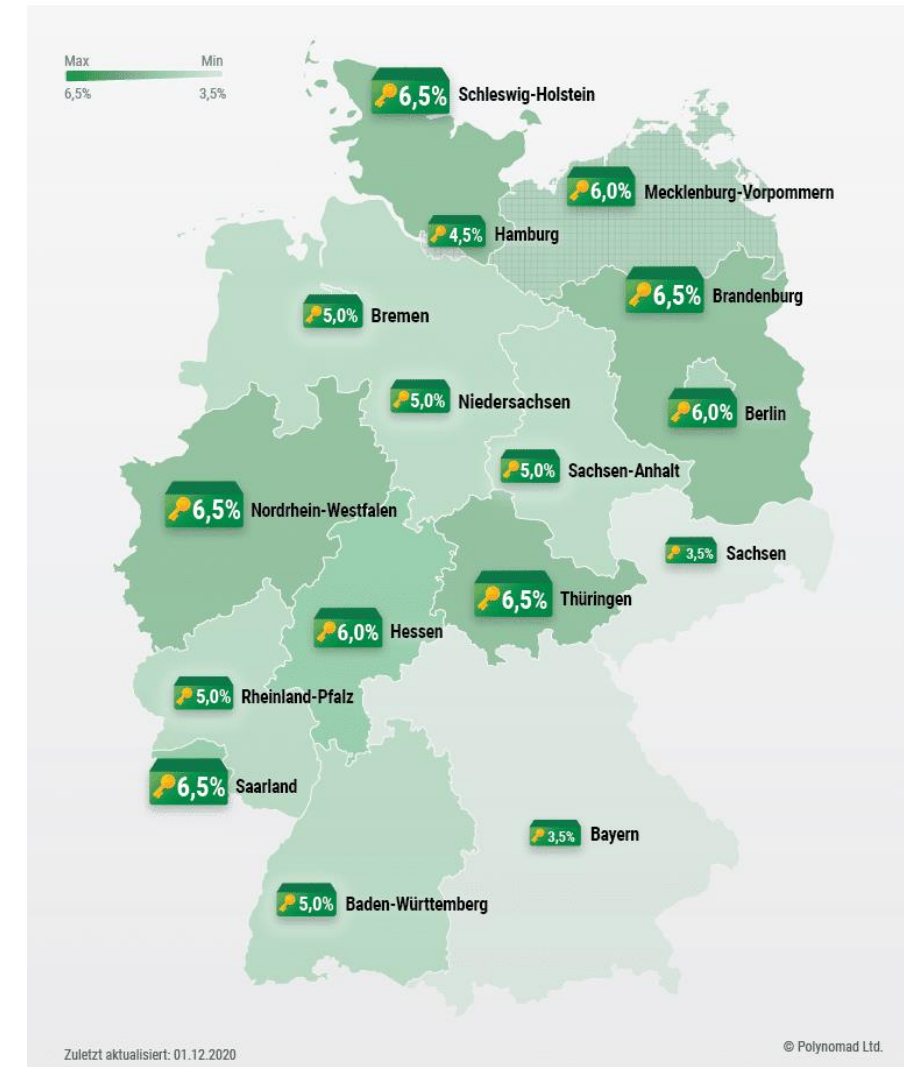 Max Min
6,5% 3,5%
6,5% Schleswig-Holstein
6,0% Mecklenburg-Vorpommern
4,5% Hamburg
6,5% Brandenburg
5,0% Bremen
5,0% Niedersachsen
6,0% Berlin
5,0% Sachsen-Anhalt
6,5% Nordrhein-Westfalen
3,5% Sachsen
6,5% Thüringen
6,0% Hessen
5,0% Rheinland-Pfalz
6,5% Saarland
3,5% Bayern
5,0% Baden-Württemberg
Zuletzt aktualisiert: 01.12.2020
© Polynomad Ltd.